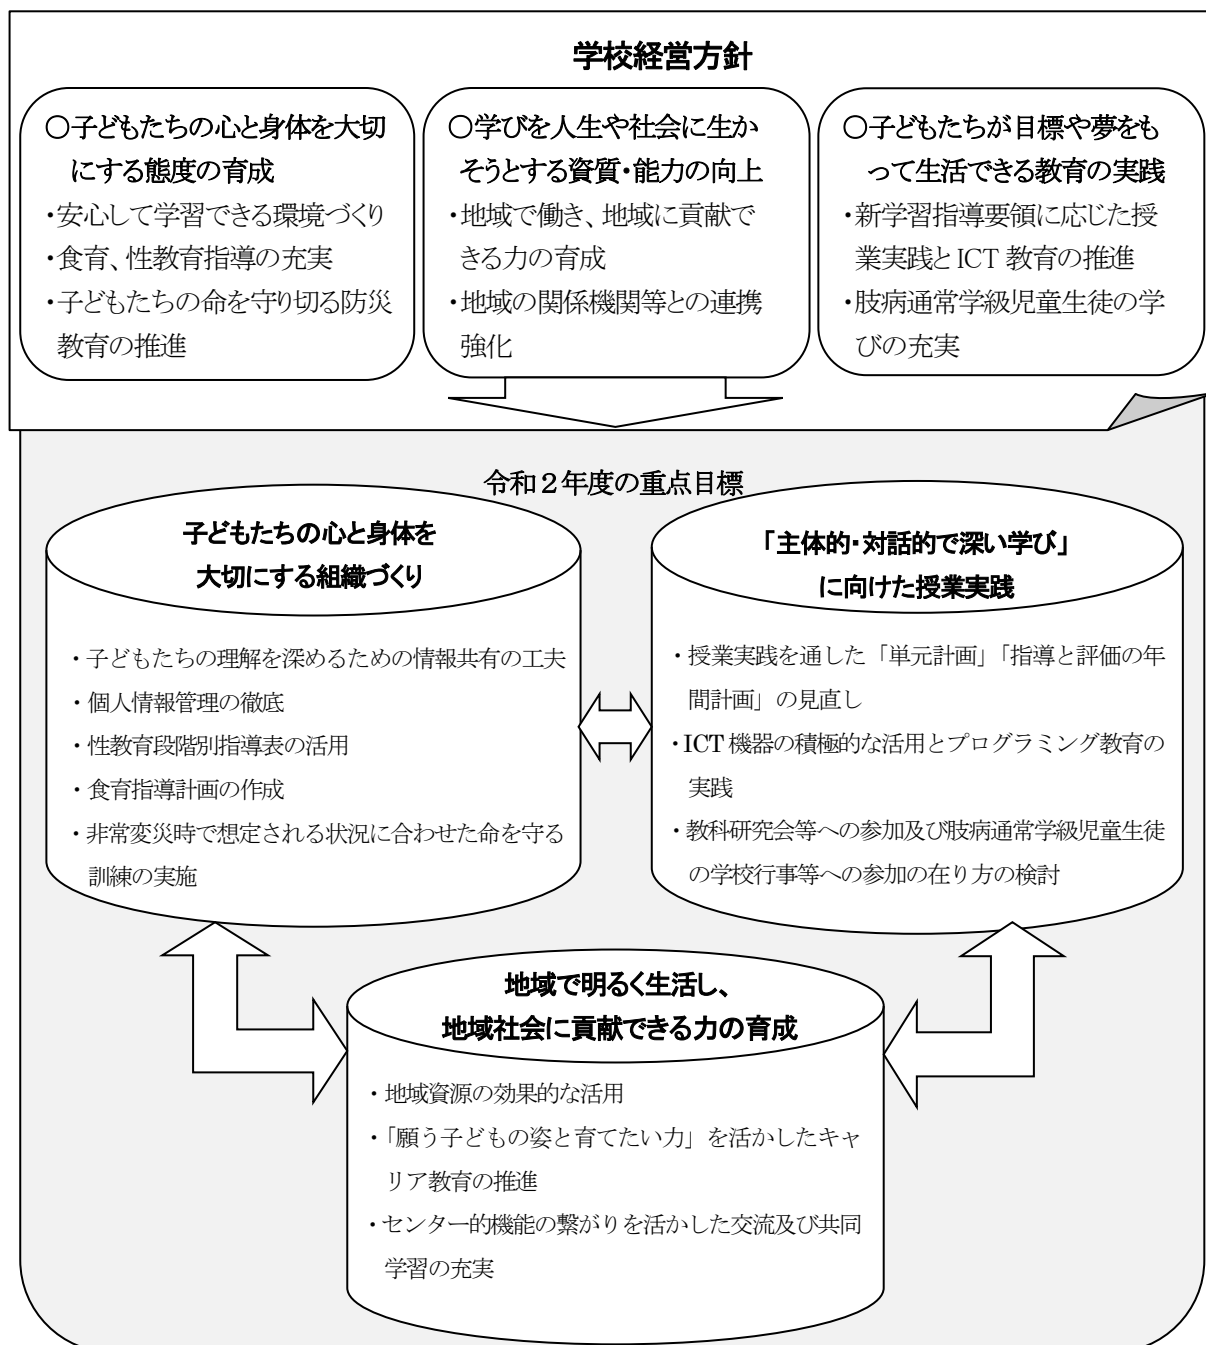 学校経営方針
○子どもたちの心と身体を大切
にする態度の育成
・安心して学習できる環境づくり
・食育、性教育指導の充実
・子どもたちの命を守り切る防災
教育の推進
○学びを人生や社会に生か
そうとする資質・能力の向上
・地域で働き、地域に貢献で
きる力の育成
・地域の関係機関等との連携
強化
○子どもたちが目標や夢をも
って生活できる教育の実践
・新学習指導要領に応じた授
業実践とICT 教育の推進
・肢病通常学級児童生徒の学
びの充実
令和２年度の重点目標
子どもたちの心と身体を
大切にする組織づくり
・子どもたちの理解を深めるための情報共有の工夫
・個人情報管理の徹底
・性教育段階別指導表の活用
・食育指導計画の作成
・非常変災時で想定される状況に合わせた命を守る
訓練の実施
「主体的・対話的で深い学び」
に向けた授業実践
・授業実践を通した「単元計画」「指導と評価の年
間計画」の見直し
・ICT 機器の積極的な活用とプログラミング教育の
実践
・教科研究会等への参加及び肢病通常学級児童生徒
の学校行事等への参加の在り方の検討
地域で明るく生活し、
地域社会に貢献できる力の育成
・地域資源の効果的な活用
・「願う子どもの姿と育てたい力」を活かしたキャ
リア教育の推進
・センター的機能の繋がりを活かした交流及び共同
学習の充実